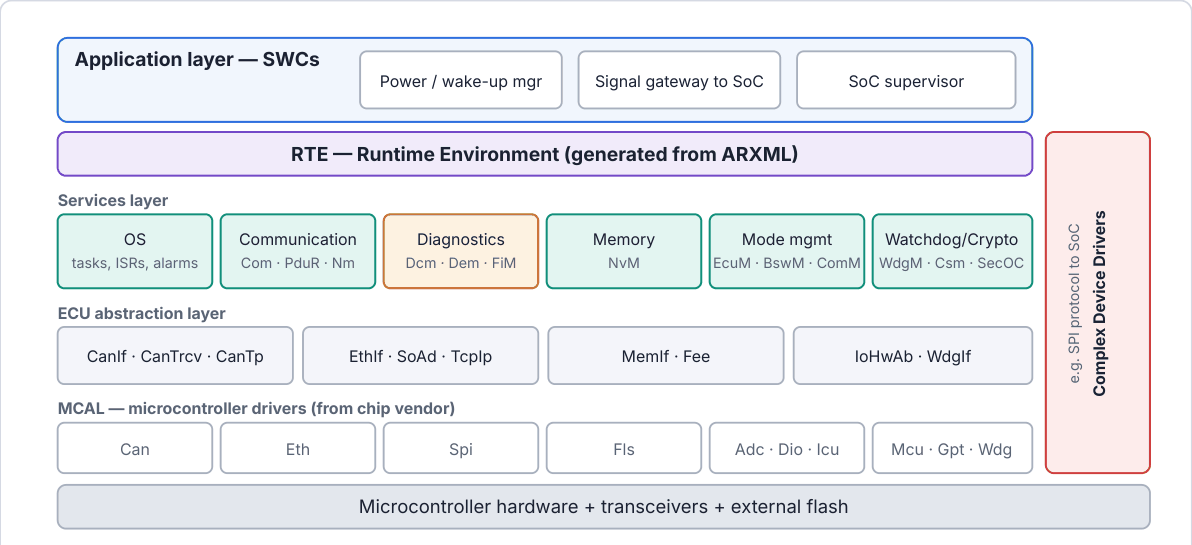 Application layer — SWCs
Power / wake-up mgr
Signal gateway to SoC
SoC supervisor
RTE — Runtime Environment (generated from ARXML)
Services layer
OS
tasks, ISRs, alarms
Communication
Com · PduR · Nm
Diagnostics
Dcm · Dem · FiM
Memory
NvM
Mode mgmt
EcuM · BswM · ComM
Watchdog/Crypto
WdgM · Csm · SecOC
ECU abstraction layer
CanIf · CanTrcv · CanTp
EthIf · SoAd · TcpIp
MemIf · Fee
IoHwAb · WdgIf
MCAL — microcontroller drivers (from chip vendor)
Can
Eth
Spi
Fls
Adc · Dio · Icu
Mcu · Gpt · Wdg
e.g. SPI protocol to SoC
Complex Device Drivers
Microcontroller hardware + transceivers + external flash